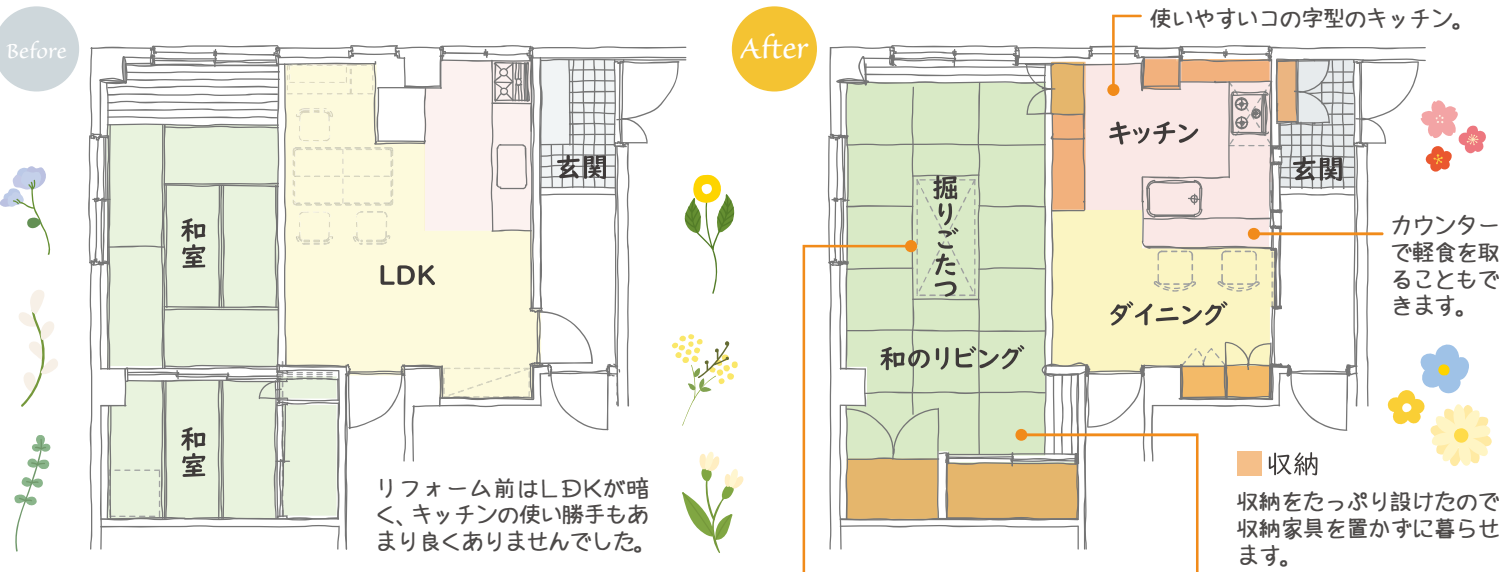 Before
和室
LDK
玄関
和室
リフォーム前はLDKが暗
く、キッチンの使い勝手もあ
まり良くありませんでした。
After
使いやすいコの字型のキッチン。
キッチン
玄関
掘りごたつ
カウンター
で軽食を取
ることもで
きます。
ダイニング
和のリビング
収納
収納をたっぷり設けたので
収納家具を置かずに暮らせ
ます。